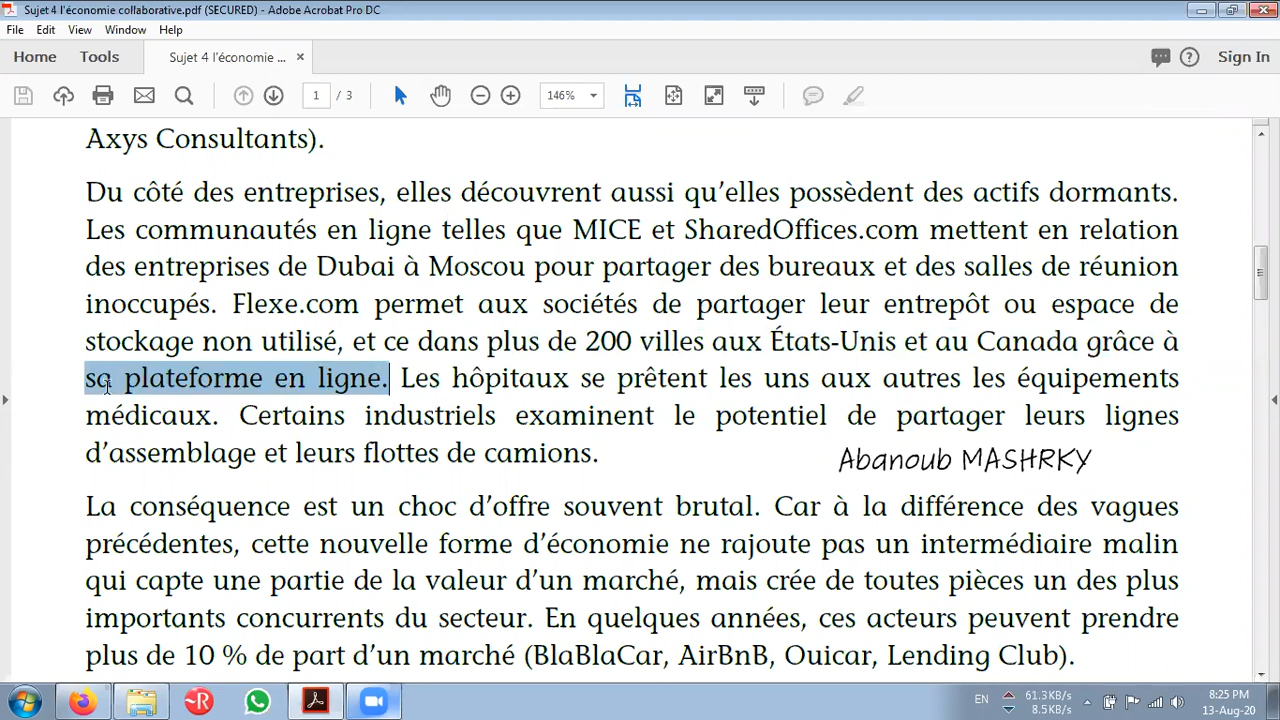 Sujet 4 l'économie collaborative.pdf (SECURED) - Adobe Acrobat Pro DC
File Edit View Window Help
Home Tools Sujet 4 l'économie ... × ? Sign In
1 / 3 146%
Axys Consultants).
Du côté des entreprises, elles découvrent aussi qu'elles possèdent des actifs dormants.
Les communautés en ligne telles que MICE et SharedOffices.com mettent en relation
des entreprises de Dubai à Moscou pour partager des bureaux et des salles de réunion
inoccupés. Flexe.com permet aux sociétés de partager leur entrepôt ou espace de
stockage non utilisé, et ce dans plus de 200 villes aux États-Unis et au Canada grâce à
sa plateforme en ligne. Les hôpitaux se prêtent les uns aux autres les équipements
médicaux. Certains industriels examinent le potentiel de partager leurs lignes
d'assemblage et leurs flottes de camions.
Abanoub MASHRKY
La conséquence est un choc d'offre souvent brutal. Car à la différence des vagues
précédentes, cette nouvelle forme d'économie ne rajoute pas un intermédiaire malin
qui capte une partie de la valeur d'un marché, mais crée de toutes pièces un des plus
importants concurrents du secteur. En quelques années, ces acteurs peuvent prendre
plus de 10 % de part d'un marché (BlaBlaCar, AirBnB, Ouicar, Lending Club).
EN 61.3KB/s 8:25 PM
8.5KB/s 13-Aug-20